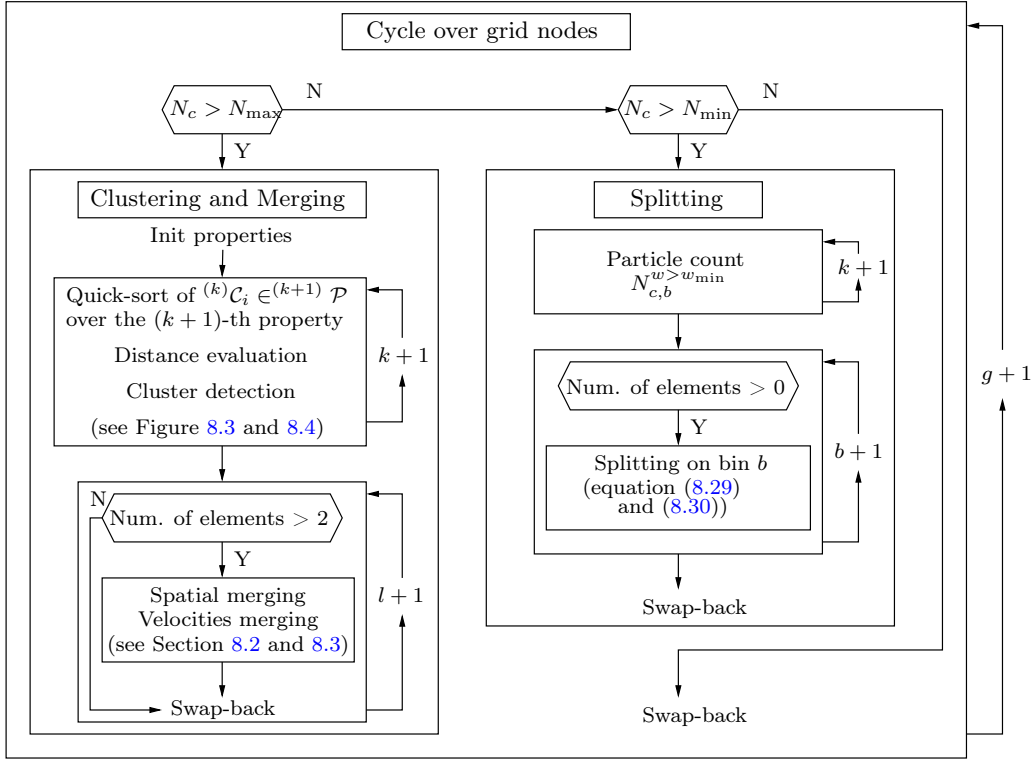 Cycle over grid nodes
N_c > N_max
N
N_c > N_min
N
Y
Y
Clustering and Merging
Init properties
Quick-sort of ^(k)C_i ∈^(k+1) P
over the (k + 1)-th property
Distance evaluation
Cluster detection
(see Figure 8.3 and 8.4)
k + 1
N
Num. of elements > 2
Y
Spatial merging
Velocities merging
(see Section 8.2 and 8.3)
Swap-back
l + 1
Splitting
Particle count
N_{c,b}^{w>w_min}
k + 1
Num. of elements > 0
Y
Splitting on bin b
(equation (8.29)
and (8.30))
b + 1
Swap-back
Swap-back
g + 1